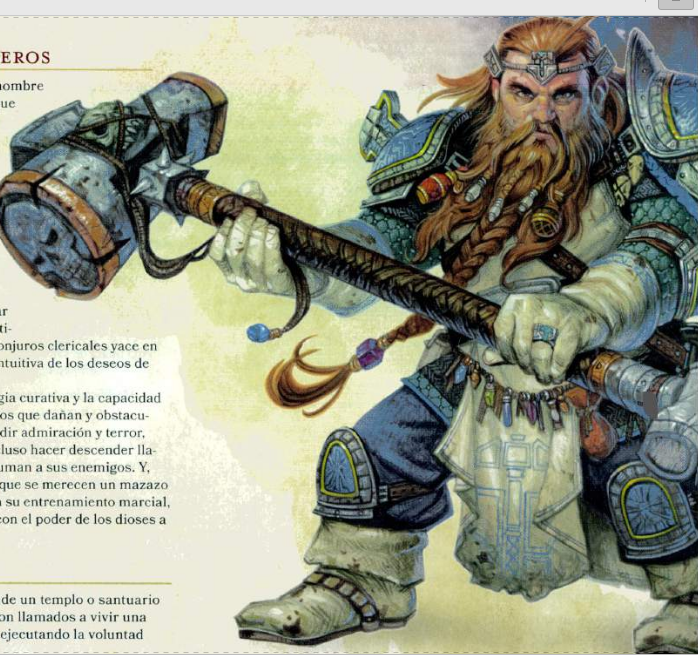 EROS
nombre
ue
ar
ti-
onjuros clericales yace en
ntuitiva de los deseos de
gia curativa y la capacidad
os que dañan y obstacu-
dir admiración y terror,
luso hacer descender lla-
uman a sus enemigos. Y,
que se merecen un mazazo
su entrenamiento marcial,
con el poder de los dioses a
de un templo o santuario
on llamados a vivir una
ejecutando la voluntad